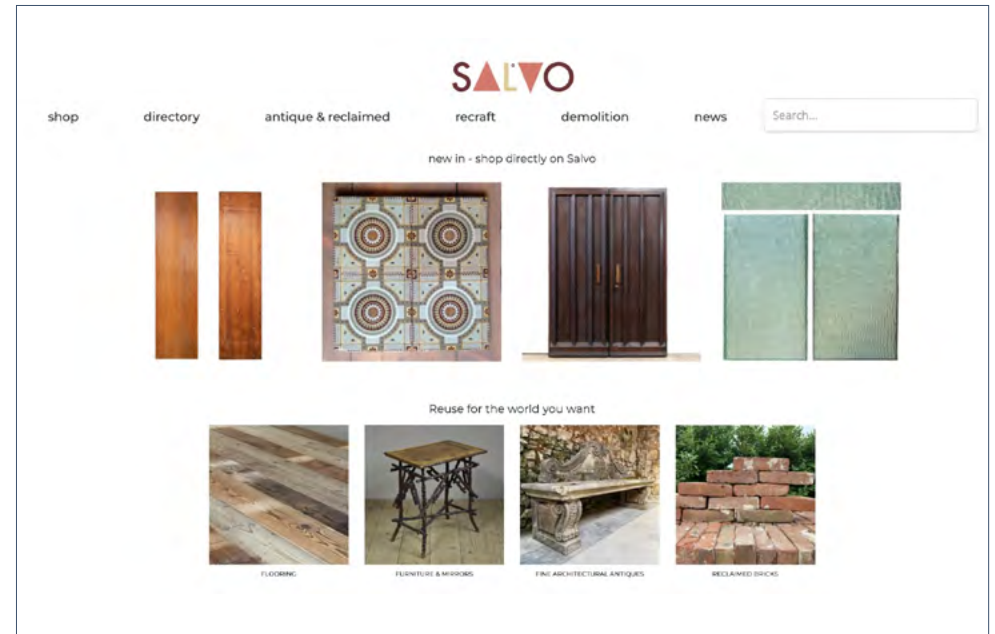 SALVO
shop directory antique & reclaimed recraft demolition news Search...
new in - shop directly on Salvo
Reuse for the world you want
FLOORING FURNITURE & MIRRORS FINE ARCHITECTURAL ANTIQUES RECLAIMED BRICKS